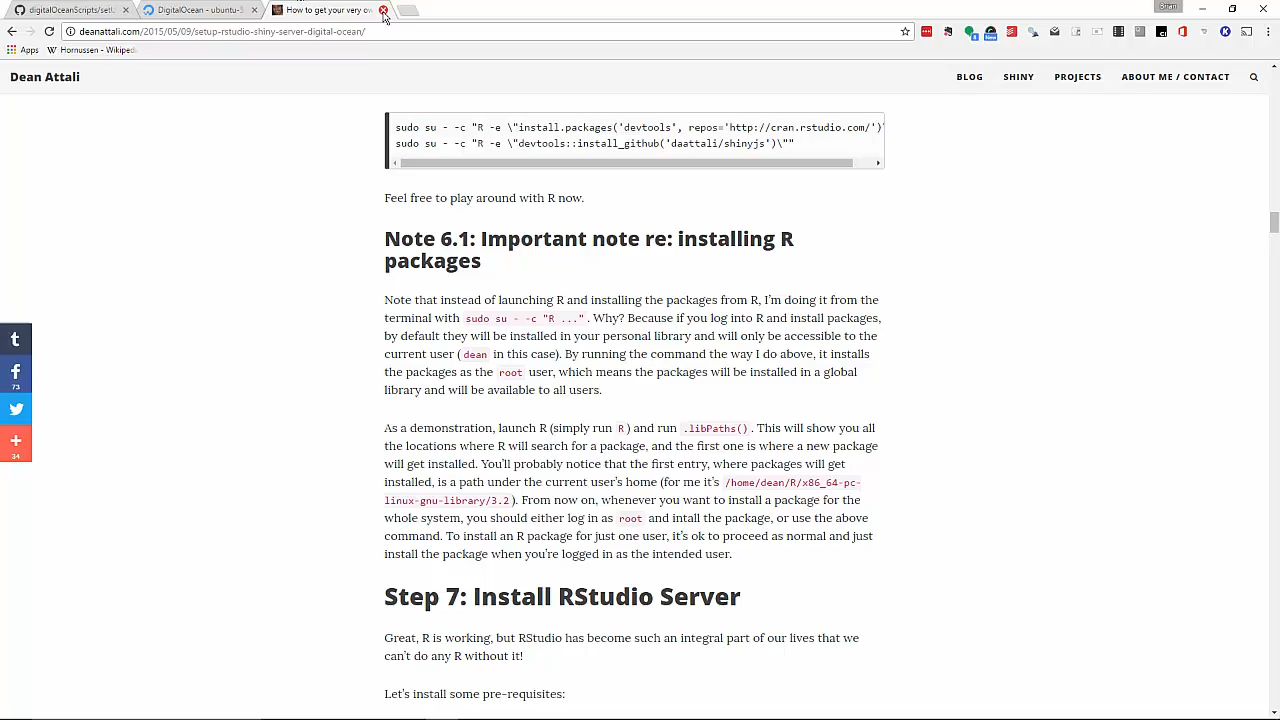 digitalOceanScripts/setU
DigitalOcean - ubuntu-5
How to get your very ow
deanattali.com/2015/05/09/setup-rstudio-shiny-server-digital-ocean/
Apps
Hornussen - Wikiped
Dean Attali
BLOG
SHINY
PROJECTS
ABOUT ME / CONTACT
sudo su - -c "R -e \"install.packages('devtools', repos='http://cran.rstudio.com/')
sudo su - -c "R -e \"devtools::install_github('daattali/shinyjs')\""
Feel free to play around with R now.
Note 6.1: Important note re: installing R
packages
Note that instead of launching R and installing the packages from R, I'm doing it from the
terminal with sudo su - -c "R ..." . Why? Because if you log into R and install packages,
by default they will be installed in your personal library and will only be accessible to the
current user ( dean in this case). By running the command the way I do above, it installs
the packages as the root user, which means the packages will be installed in a global
library and will be available to all users.
As a demonstration, launch R (simply run R ) and run .libPaths() . This will show you all
the locations where R will search for a package, and the first one is where a new package
will get installed. You'll probably notice that the first entry, where packages will get
installed, is a path under the current user's home (for me it's /home/dean/R/x86_64-pc-
linux-gnu-library/3.2 ). From now on, whenever you want to install a package for the
whole system, you should either log in as root and intall the package, or use the above
command. To install an R package for just one user, it's ok to proceed as normal and just
install the package when you're logged in as the intended user.
Step 7: Install RStudio Server
Great, R is working, but RStudio has become such an integral part of our lives that we
can't do any R without it!
Let's install some pre-requisites:
73
34